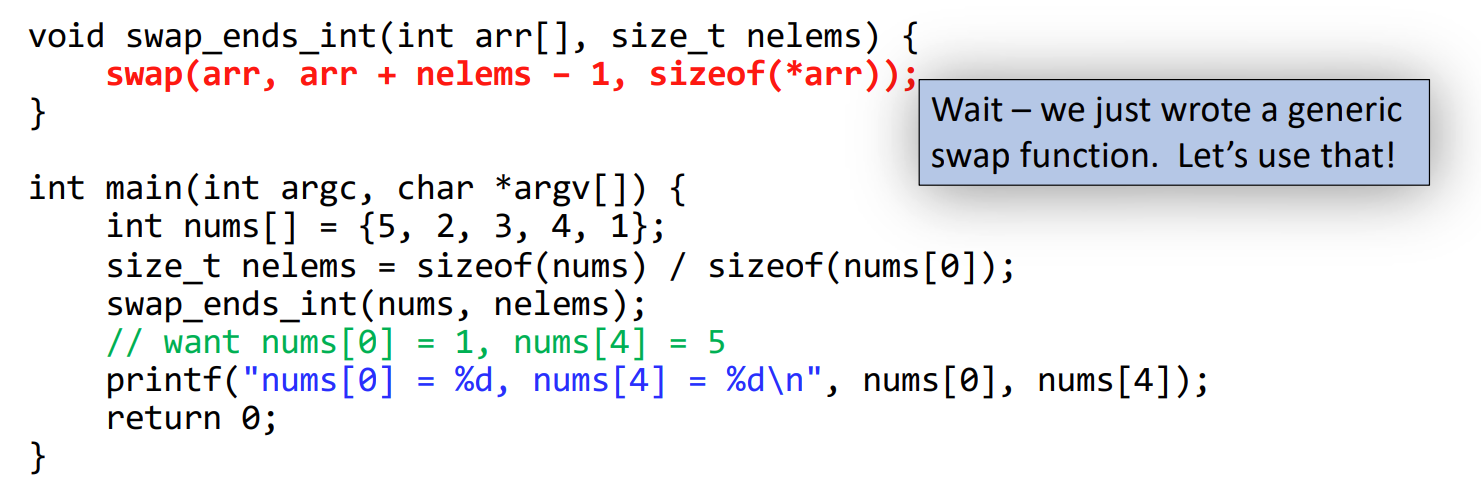 void swap_ends_int(int arr[], size_t nelems) {
    swap(arr, arr + nelems – 1, sizeof(*arr));
}
Wait – we just wrote a generic
swap function.  Let’s use that!
int main(int argc, char *argv[]) {
    int nums[] = {5, 2, 3, 4, 1};
    size_t nelems = sizeof(nums) / sizeof(nums[0]);
    swap_ends_int(nums, nelems);
    // want nums[0] = 1, nums[4] = 5
    printf("nums[0] = %d, nums[4] = %d\n", nums[0], nums[4]);
    return 0;
}